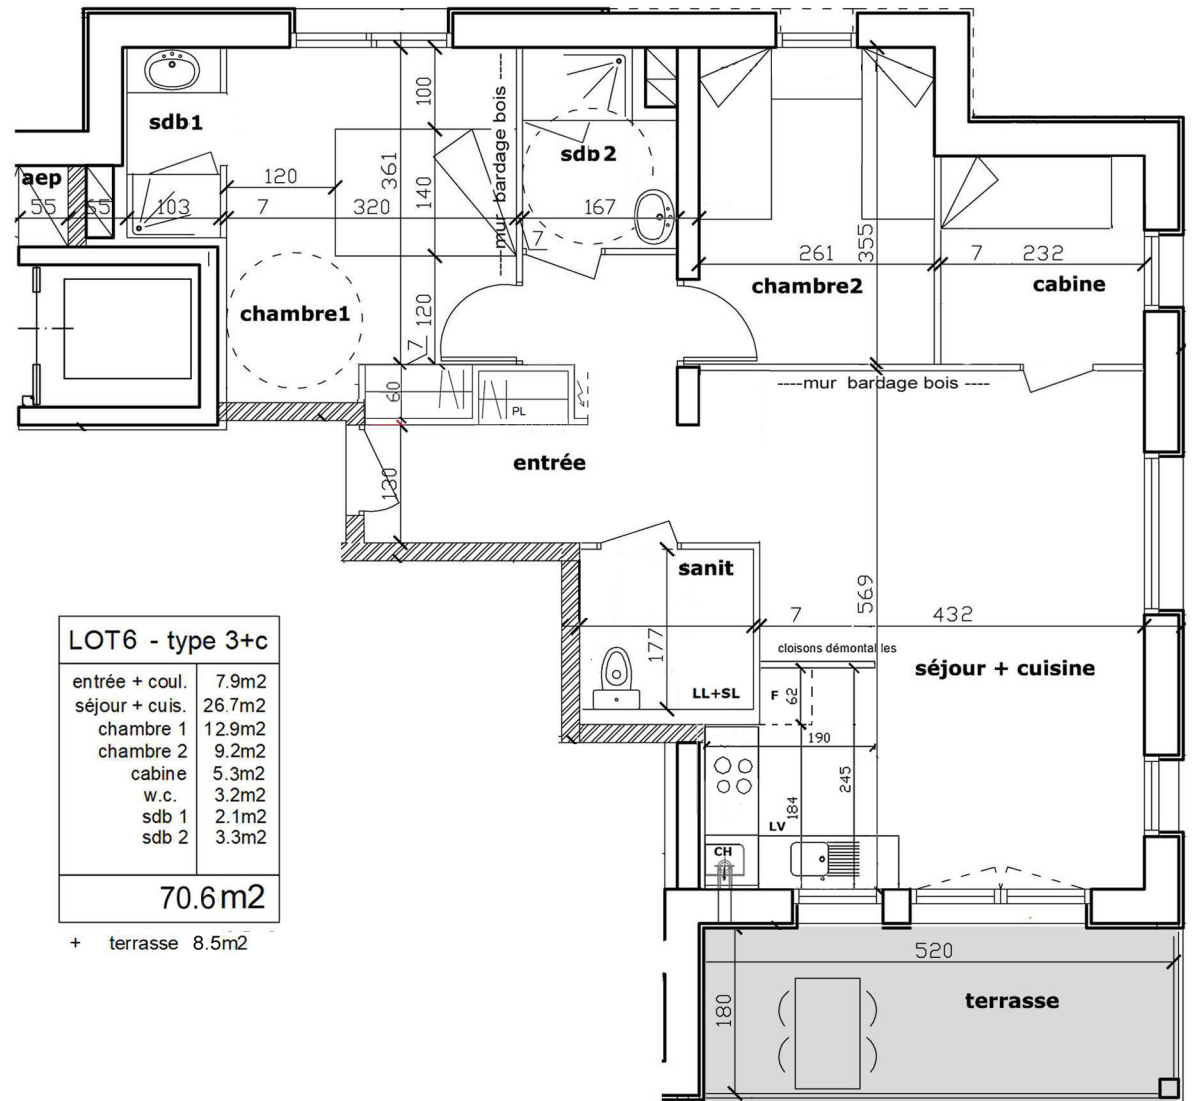 100
sdb1
mur bardage bois
sdb 2
aep
120
361
140
355
55
65
103
7
320
167
7
261
7
232
chambre2
cabine
chambre1
120
7
----mur bardage bois ----
60
PL
entrée
130
sanit
569
7
432
177
cloisons démontables
séjour + cuisine
LL+SL
F
62
190
245
184
LV
CH
LOT6 - type 3+c
entrée + coul. 7.9m2
séjour + cuis. 26.7m2
chambre 1 12.9m2
chambre 2 9.2m2
cabine 5.3m2
w.c. 3.2m2
sdb 1 2.1m2
sdb 2 3.3m2
70.6 m2
+ terrasse 8.5m2
520
180
terrasse